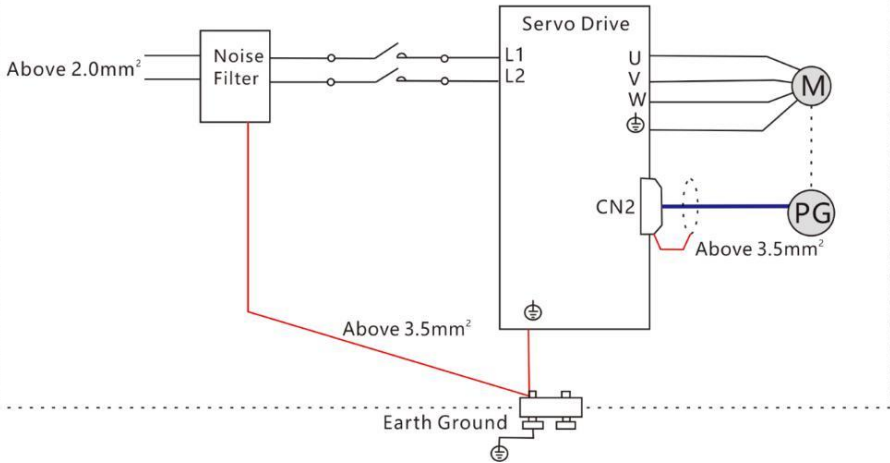 Servo Drive
Noise
Filter
Above 2.0mm²
L1
L2
U
V
W
M
CN2
PG
Above 3.5mm²
Above 3.5mm²
Earth Ground